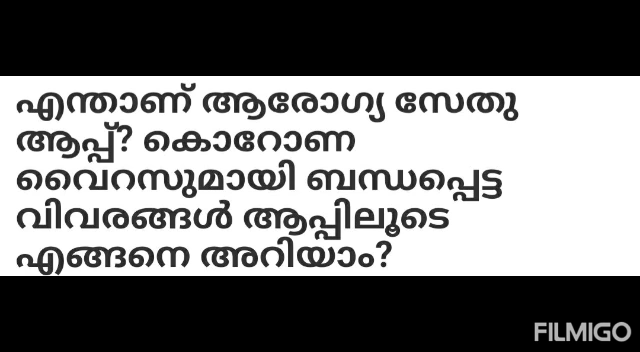 എന്താണ് ആരോഗ്യ സേതു
ആപ്പ്? കൊറോണ
വൈറസുമായി ബന്ധപ്പെട്ട
വിവരങ്ങൾ ആപ്പിലൂടെ
എങ്ങനെ അറിയാം?
FILMIGO